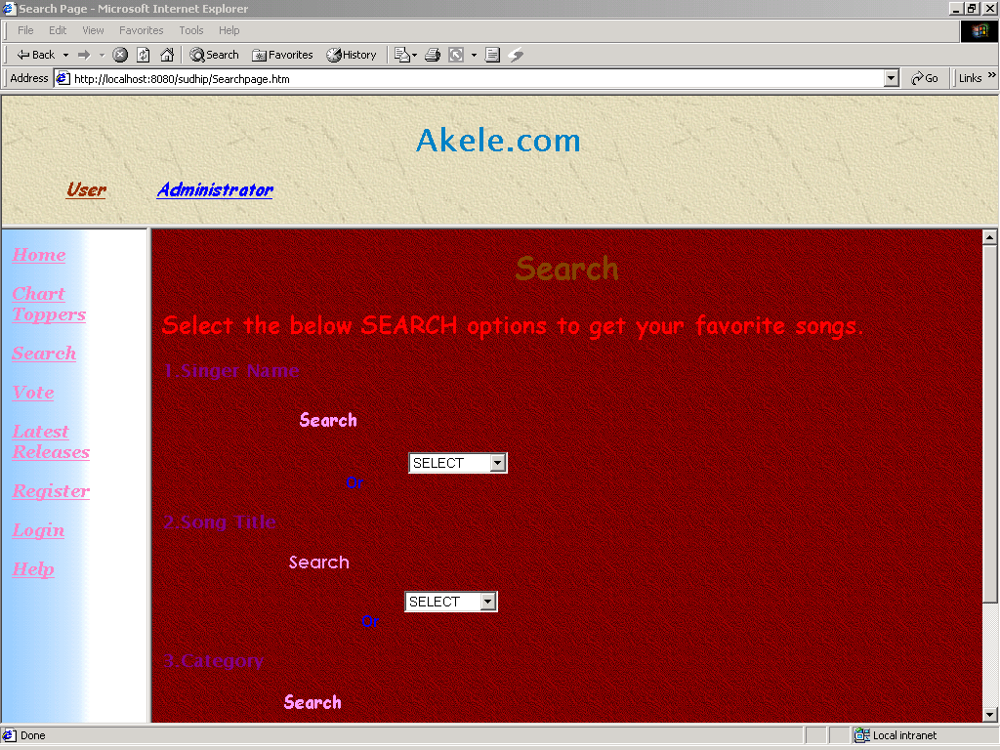 Search Page - Microsoft Internet Explorer
File Edit View Favorites Tools Help
Back Search Favorites History
Address http://localhost:8080/sudhip/Searchpage.htm Go Links »
Akele.com
User Administrator
Home
Chart
Toppers
Search
Vote
Latest
Releases
Register
Login
Help
Search
Select the below SEARCH options to get your favorite songs.
1.Singer Name
Search
SELECT
Or
2.Song Title
Search
SELECT
Or
3.Category
Search
Done Local intranet